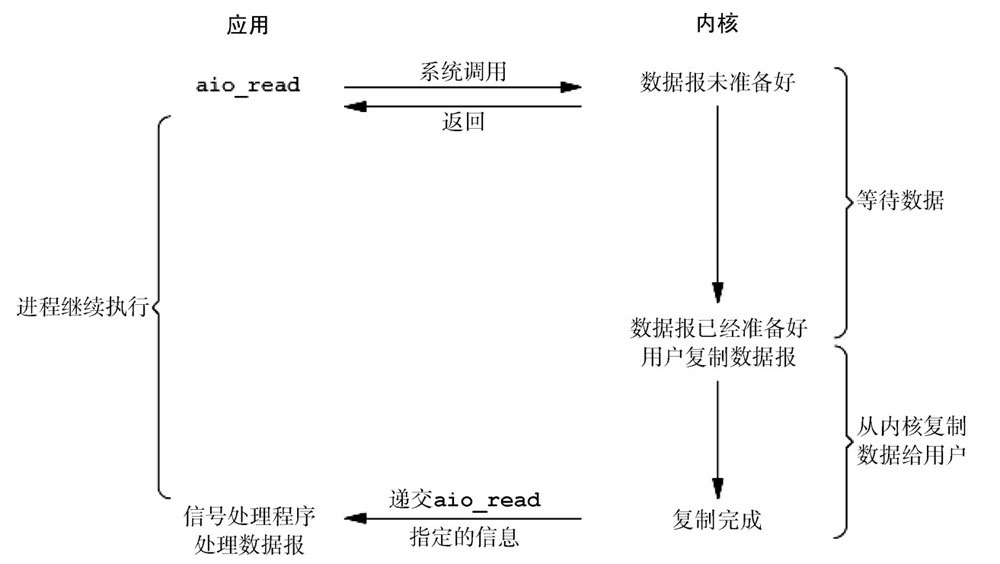 应用
内核
aio_read
系统调用
数据报未准备好
返回
等待数据
进程继续执行
数据报已经准备好
用户复制数据报
从内核复制
数据给用户
递交aio_read
信号处理程序
复制完成
指定的信息
处理数据报